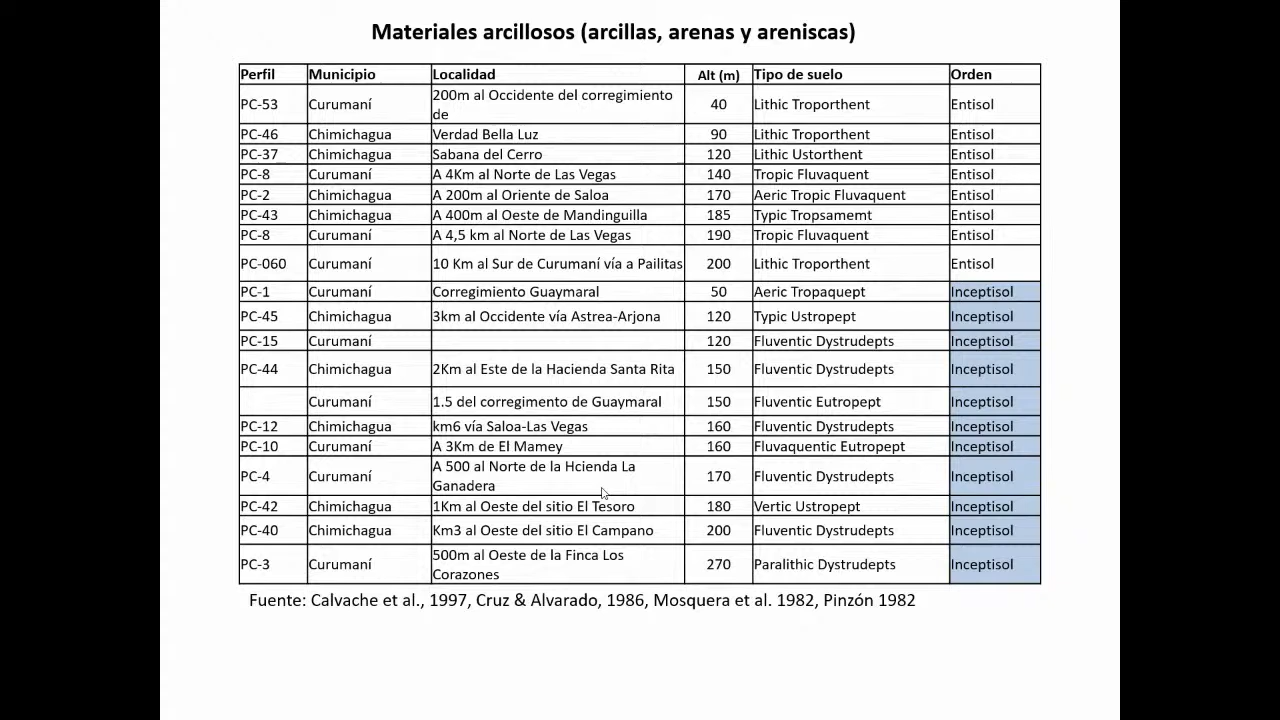 Materiales arcillosos (arcillas, arenas y areniscas)
Perfil Municipio Localidad Alt (m) Tipo de suelo Orden
PC-53 Curumaní 200m al Occidente del corregimiento de 40 Lithic Troporthent Entisol
PC-46 Chimichagua Verdad Bella Luz 90 Lithic Troporthent Entisol
PC-37 Chimichagua Sabana del Cerro 120 Lithic Ustorthent Entisol
PC-8 Curumaní A 4Km al Norte de Las Vegas 140 Tropic Fluvaquent Entisol
PC-2 Chimichagua A 200m al Oriente de Saloa 170 Aeric Tropic Fluvaquent Entisol
PC-43 Chimichagua A 400m al Oeste de Mandinguilla 185 Typic Tropsamemt Entisol
PC-8 Curumaní A 4,5 km al Norte de Las Vegas 190 Tropic Fluvaquent Entisol
PC-060 Curumaní 10 Km al Sur de Curumaní vía a Pailitas 200 Lithic Troporthent Entisol
PC-1 Curumaní Corregimiento Guaymaral 50 Aeric Tropaquept Inceptisol
PC-45 Chimichagua 3km al Occidente vía Astrea-Arjona 120 Typic Ustropept Inceptisol
PC-15 Curumaní 120 Fluventic Dystrudepts Inceptisol
PC-44 Chimichagua 2Km al Este de la Hacienda Santa Rita 150 Fluventic Dystrudepts Inceptisol
Curumaní 1.5 del corregimento de Guaymaral 150 Fluventic Eutropept Inceptisol
PC-12 Chimichagua km6 vía Saloa-Las Vegas 160 Fluventic Dystrudepts Inceptisol
PC-10 Curumaní A 3Km de El Mamey 160 Fluvaquentic Eutropept Inceptisol
PC-4 Curumaní A 500 al Norte de la Hcienda La Ganadera 170 Fluventic Dystrudepts Inceptisol
PC-42 Chimichagua 1Km al Oeste del sitio El Tesoro 180 Vertic Ustropept Inceptisol
PC-40 Chimichagua Km3 al Oeste del sitio El Campano 200 Fluventic Dystrudepts Inceptisol
PC-3 Curumaní 500m al Oeste de la Finca Los Corazones 270 Paralithic Dystrudepts Inceptisol
Fuente: Calvache et al., 1997, Cruz & Alvarado, 1986, Mosquera et al. 1982, Pinzón 1982